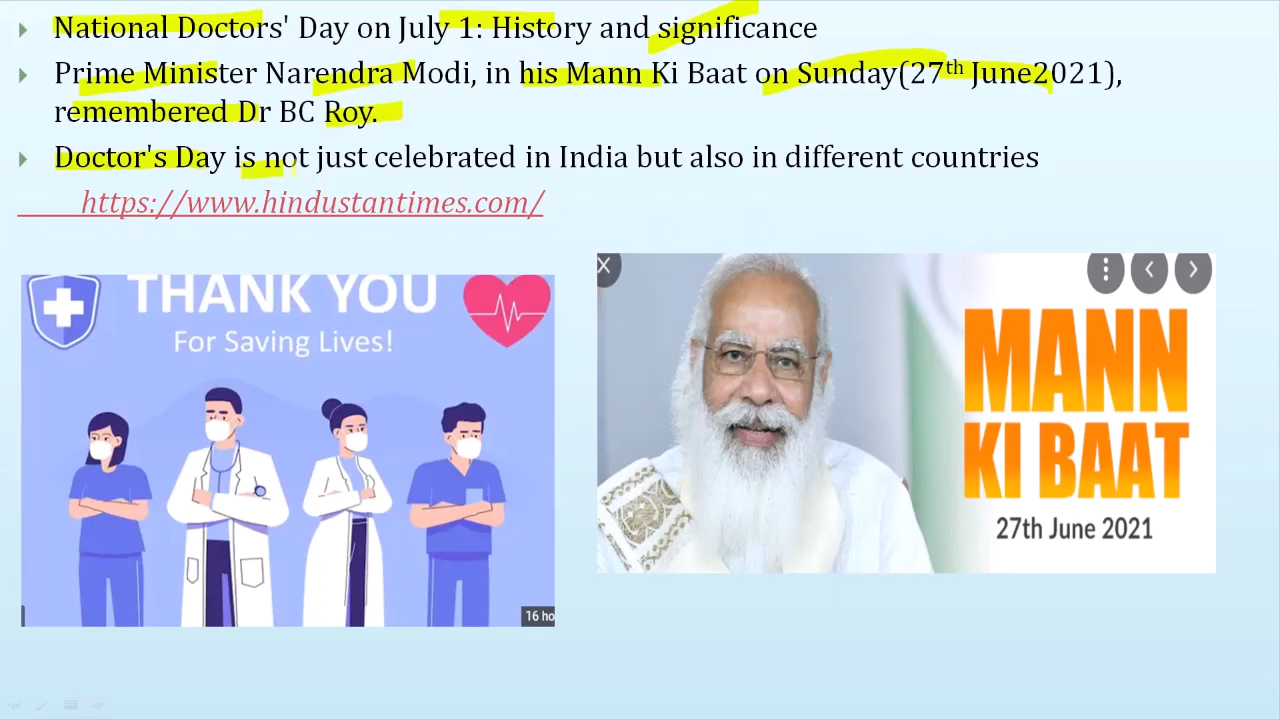 National Doctors' Day on July 1: History and significance
Prime Minister Narendra Modi, in his Mann Ki Baat on Sunday(27th June2021),
remembered Dr BC Roy.
Doctor's Day is not just celebrated in India but also in different countries
https://www.hindustantimes.com/
THANK YOU
For Saving Lives!
16 ho
MANN
KI BAAT
27th June 2021